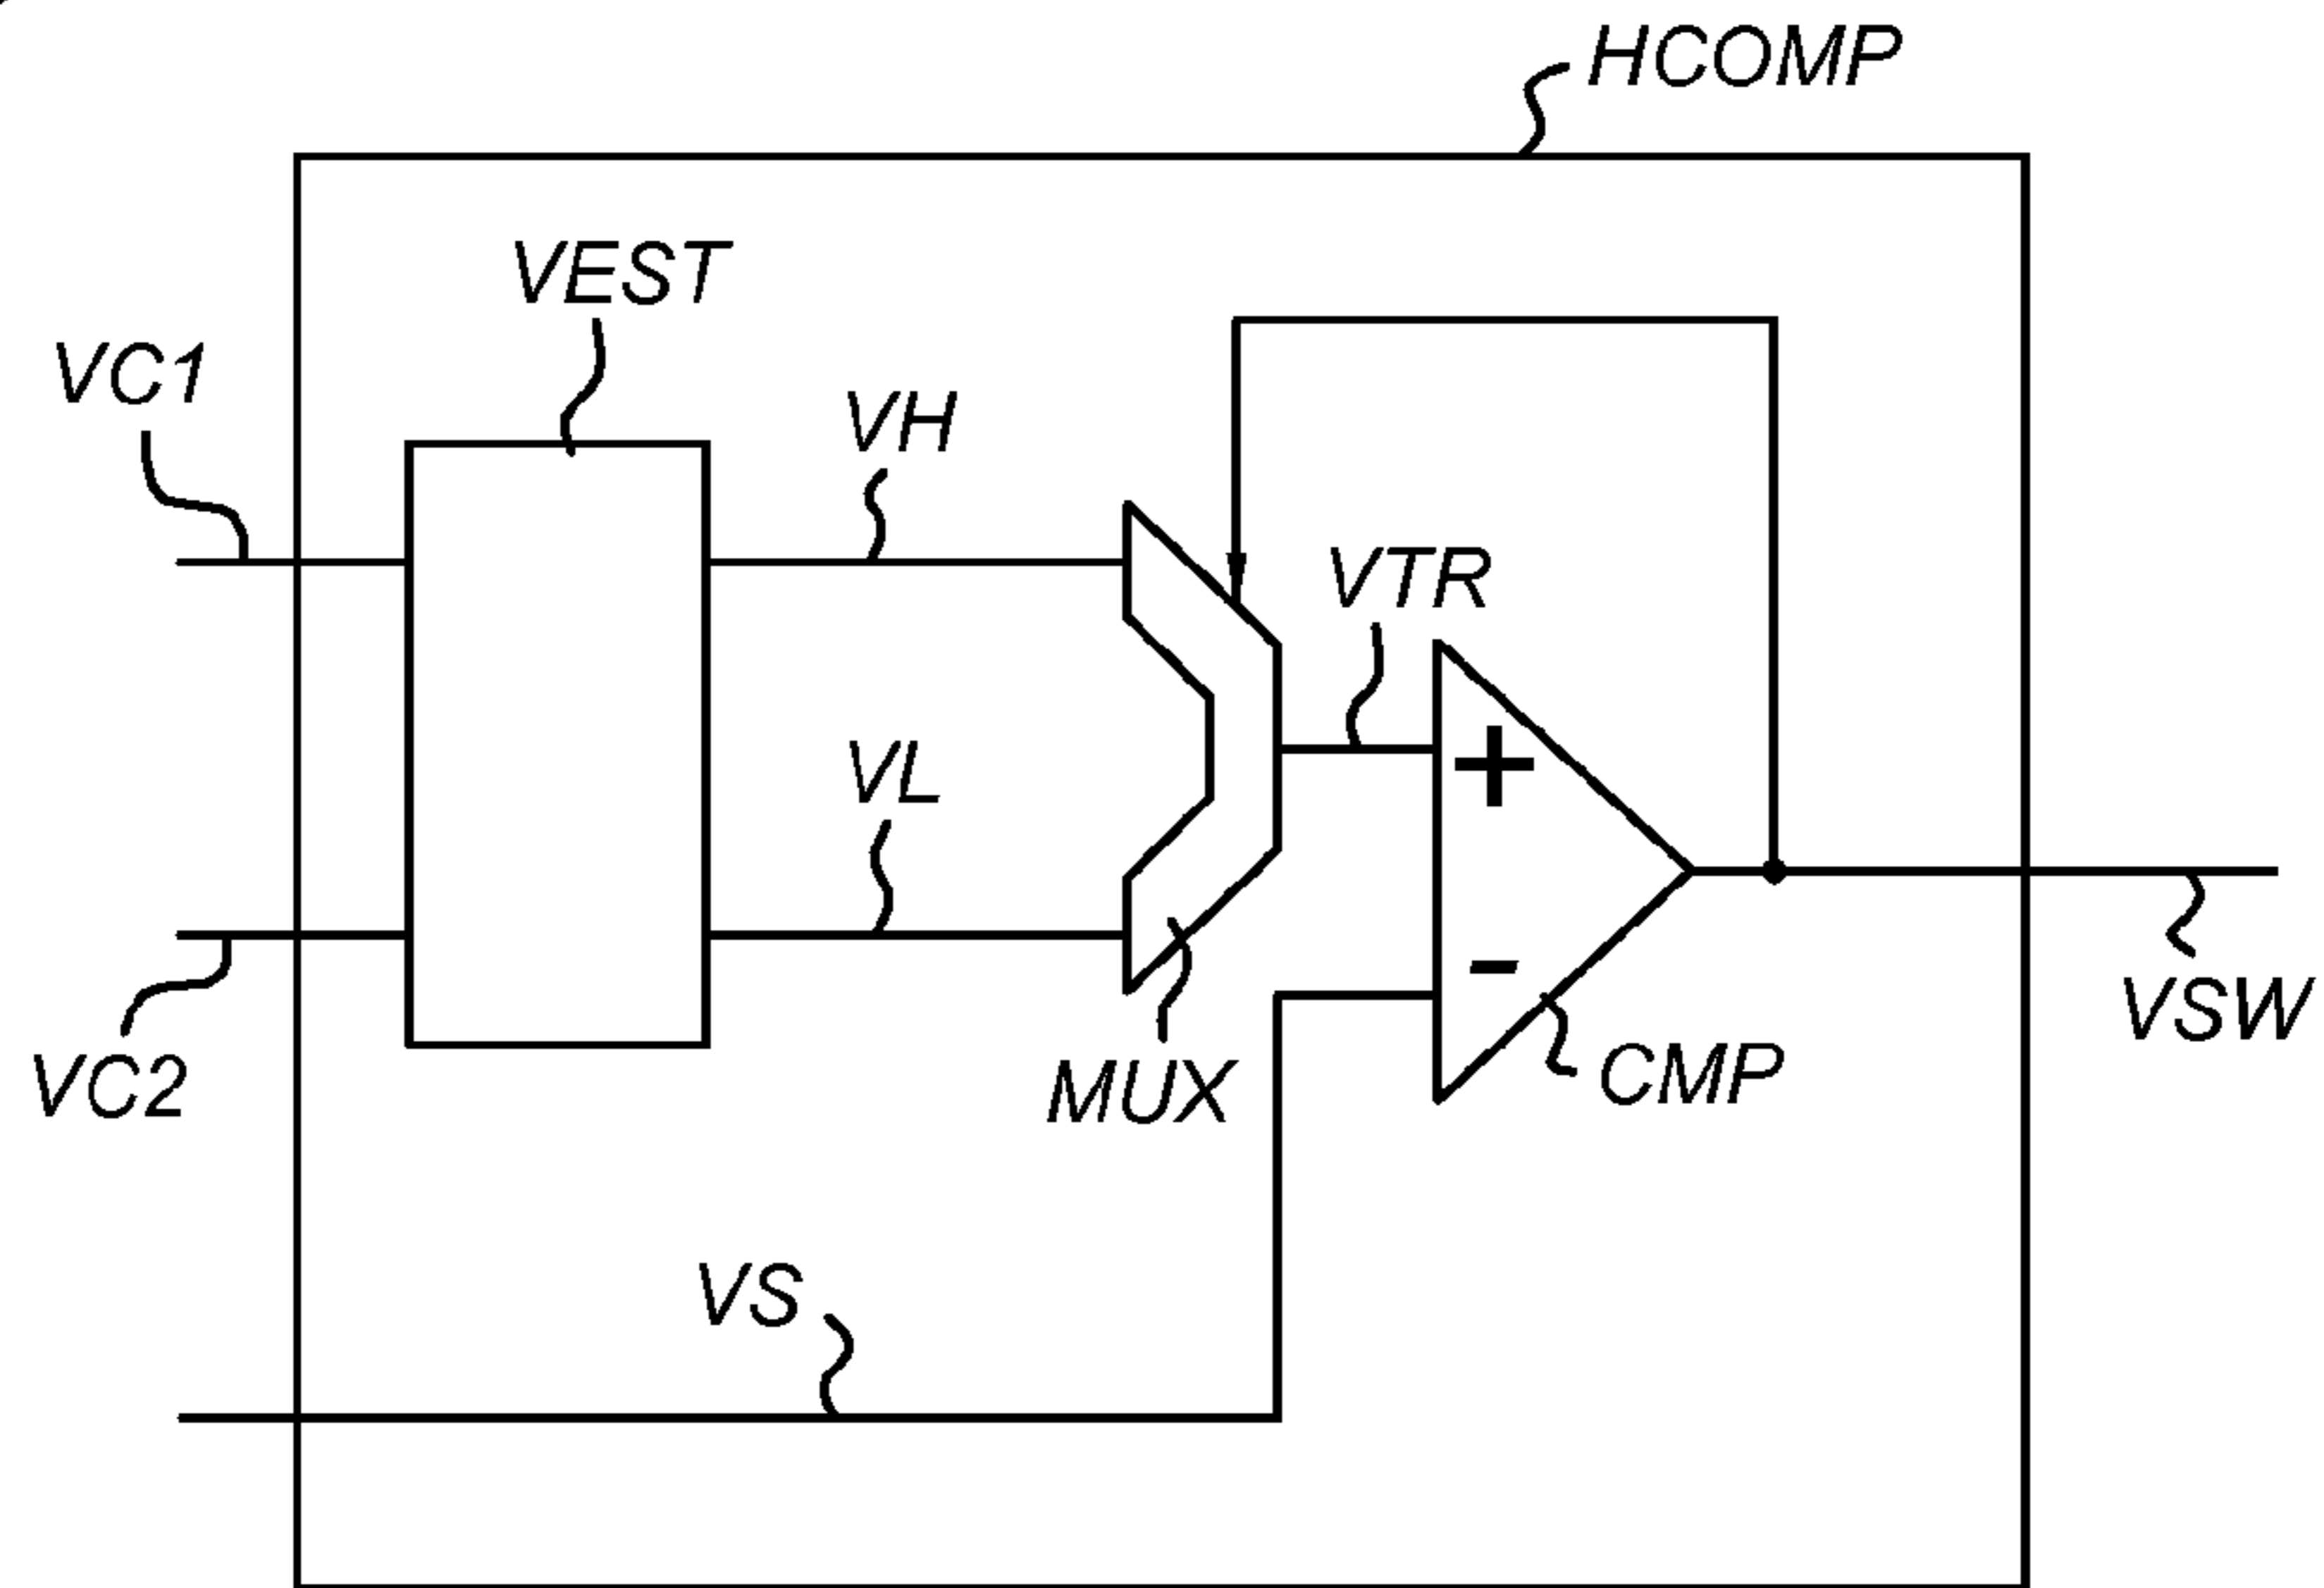 HCOMP
VEST
VC1
VH
VTR
VL
+
-
VSW
VC2
MUX
CMP
VS